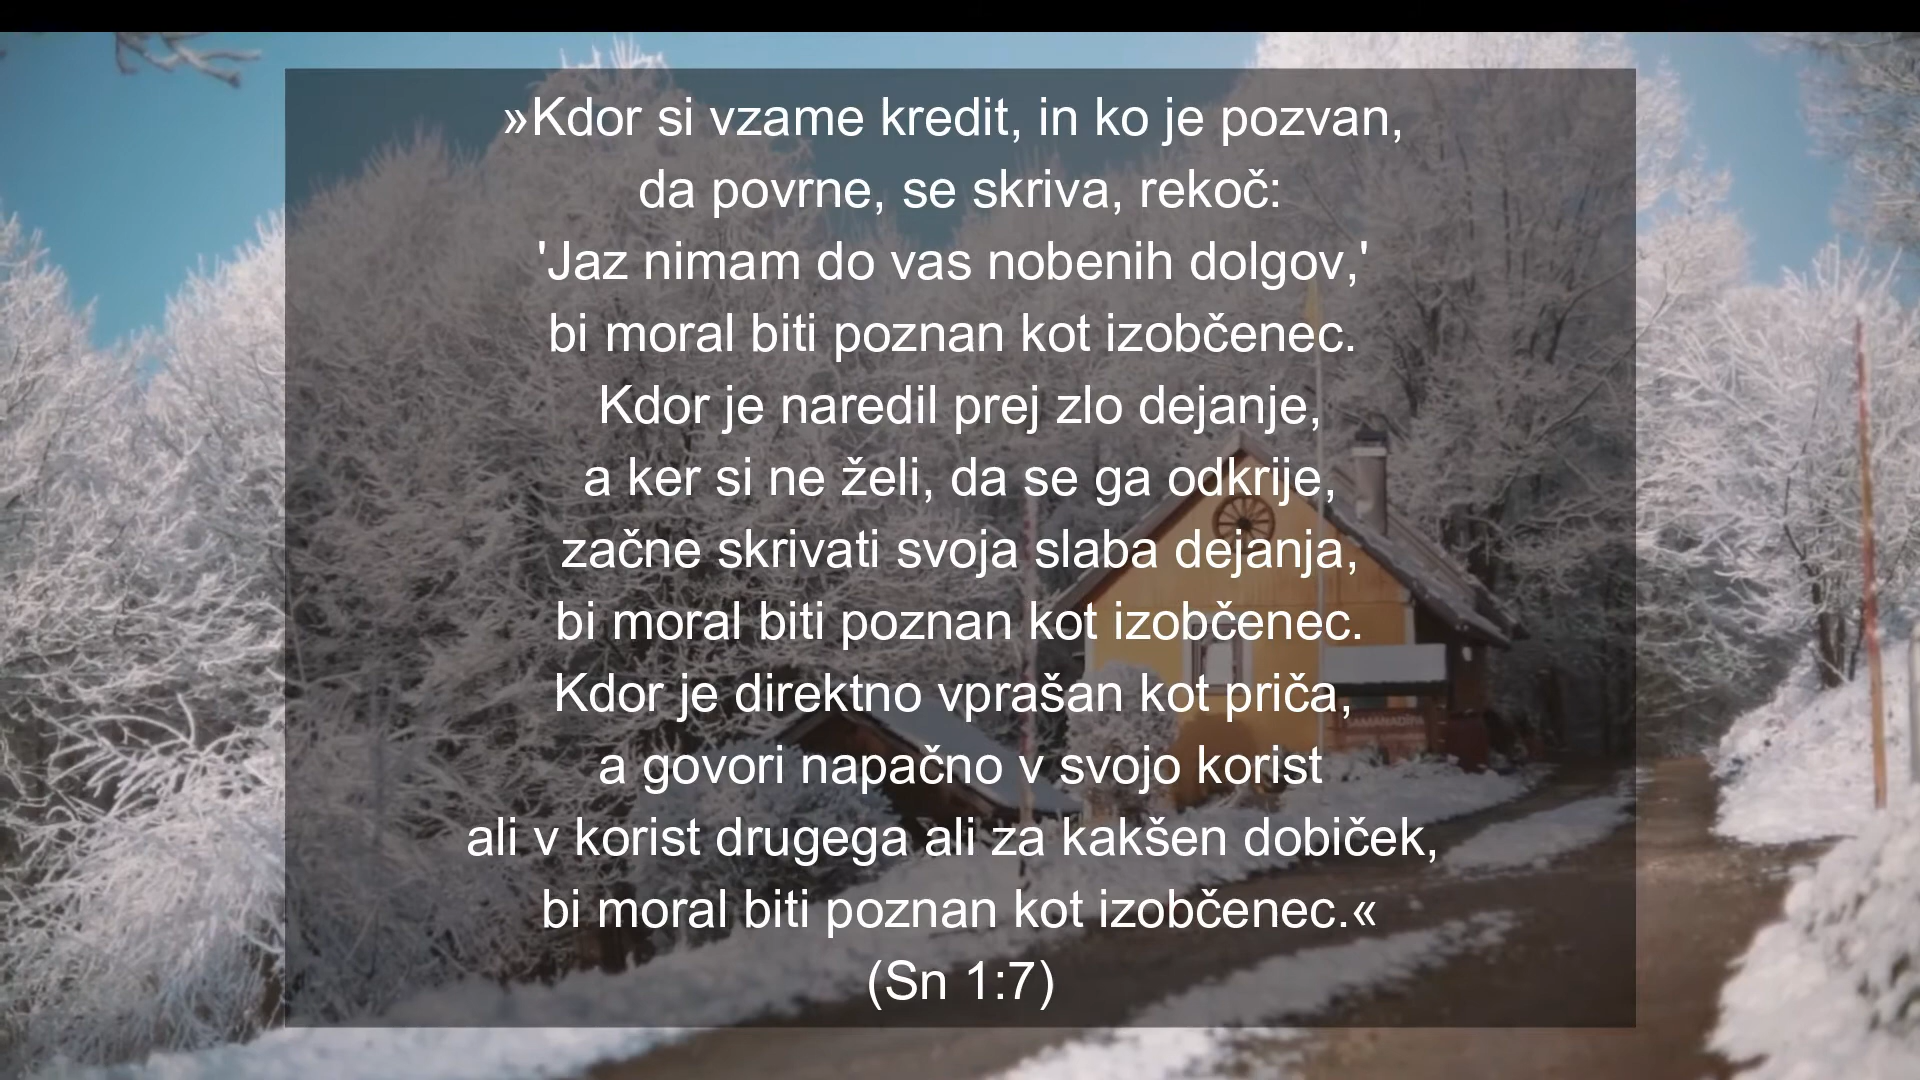 »Kdor si vzame kredit, in ko je pozvan,
da povrne, se skriva, rekoč:
'Jaz nimam do vas nobenih dolgov,'
bi moral biti poznan kot izobčenec.
Kdor je naredil prej zlo dejanje,
a ker si ne želi, da se ga odkrije,
začne skrivati svoja slaba dejanja,
bi moral biti poznan kot izobčenec.
Kdor je direktno vprašan kot priča,
a govori napačno v svojo korist
ali v korist drugega ali za kakšen dobiček,
bi moral biti poznan kot izobčenec.«
(Sn 1:7)